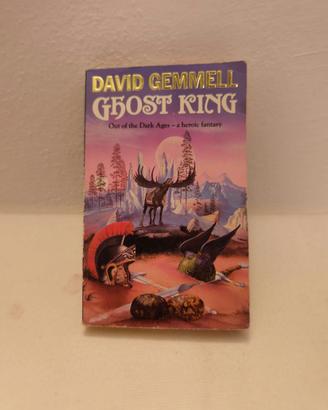 DAVID GEMMELL
GHOST KING
Out of the Dark Ages – a heroic fantasy